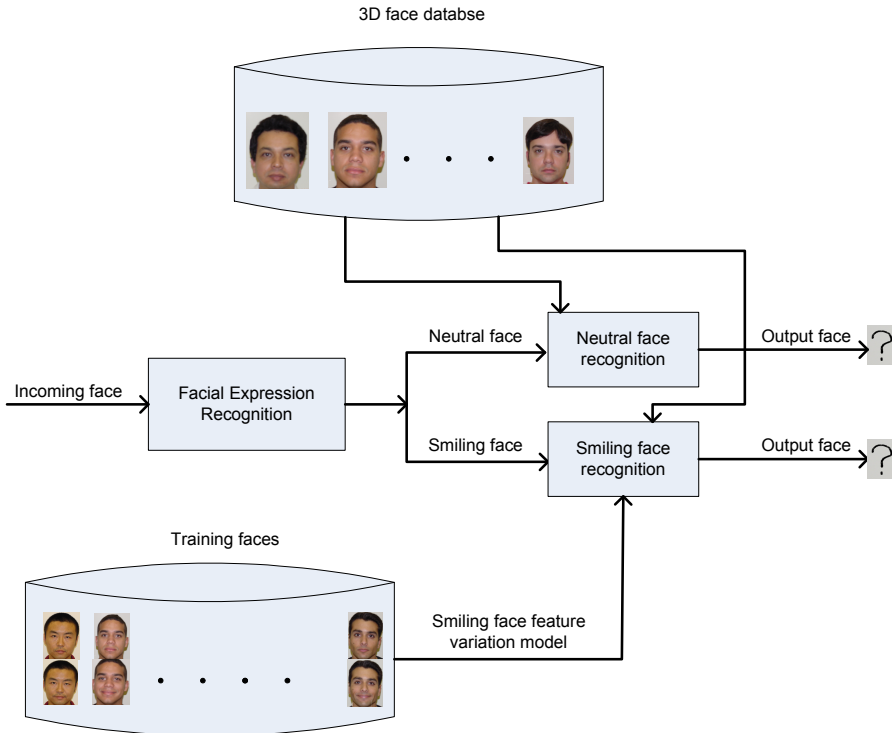 3D face databse
Neutral face
Neutral face
recognition
Output face
?
Incoming face
Facial Expression
Recognition
Smiling face
Smiling face
recognition
Output face
?
Training faces
Smiling face feature
variation model